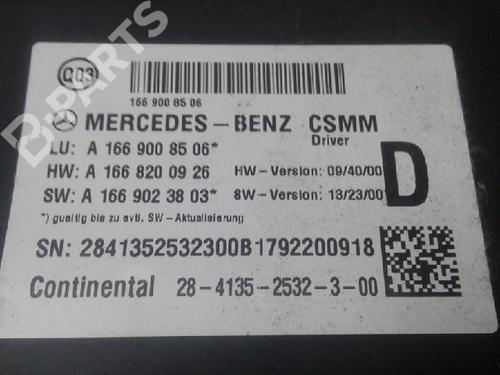 Q03
B-PARTS
166 900 85 06
MERCEDES-BENZ CSMM
Driver
LU: A 166 900 85 06*
HW: A 166 820 09 26 HW-Version: 09/40/00
SW: A 166 902 38 03* SW-Version: 13/23/00
D
*) gueltig bis zu evtl. SW-Aktualisierung
SN: 2841352532300B1792200918
Continental 28-4135-2532-3-00